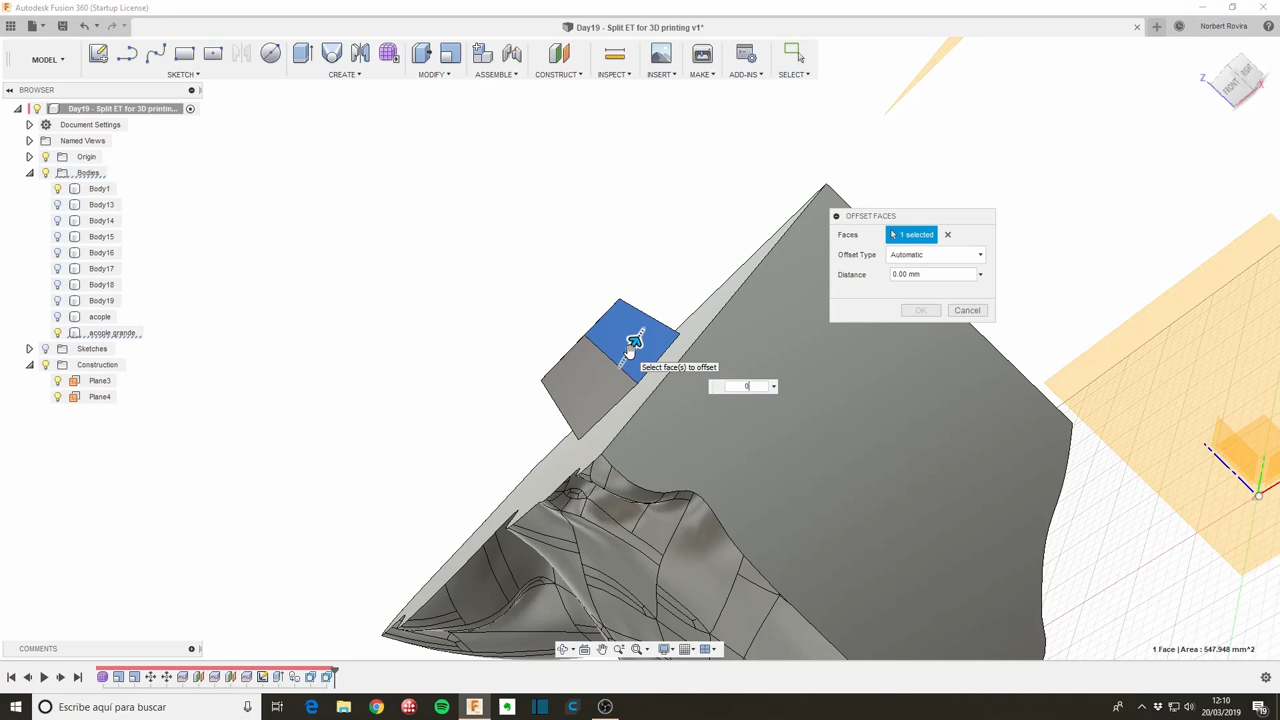 Autodesk Fusion 360 (Startup License)
Day19 - Split ET for 3D printing v1*
Norbert Rovira
MODEL
SKETCH
CREATE
MODIFY
ASSEMBLE
CONSTRUCT
INSPECT
INSERT
MAKE
ADD-INS
SELECT
BROWSER
Day19 - Split ET for 3D printin...
Document Settings
Named Views
Origin
Bodies
Body1
Body13
Body14
Body15
Body16
Body17
Body18
Body19
acople
acople grande
Sketches
Construction
Plane3
Plane4
Z
FRONT
X
OFFSET FACES
Faces
1 selected
Offset Type
Automatic
Distance
0.00 mm
OK
Cancel
Select face(s) to offset
0
COMMENTS
1 Face | Area : 547.948 mm^2
Escribe aquí para buscar
12:10
20/03/2019
19